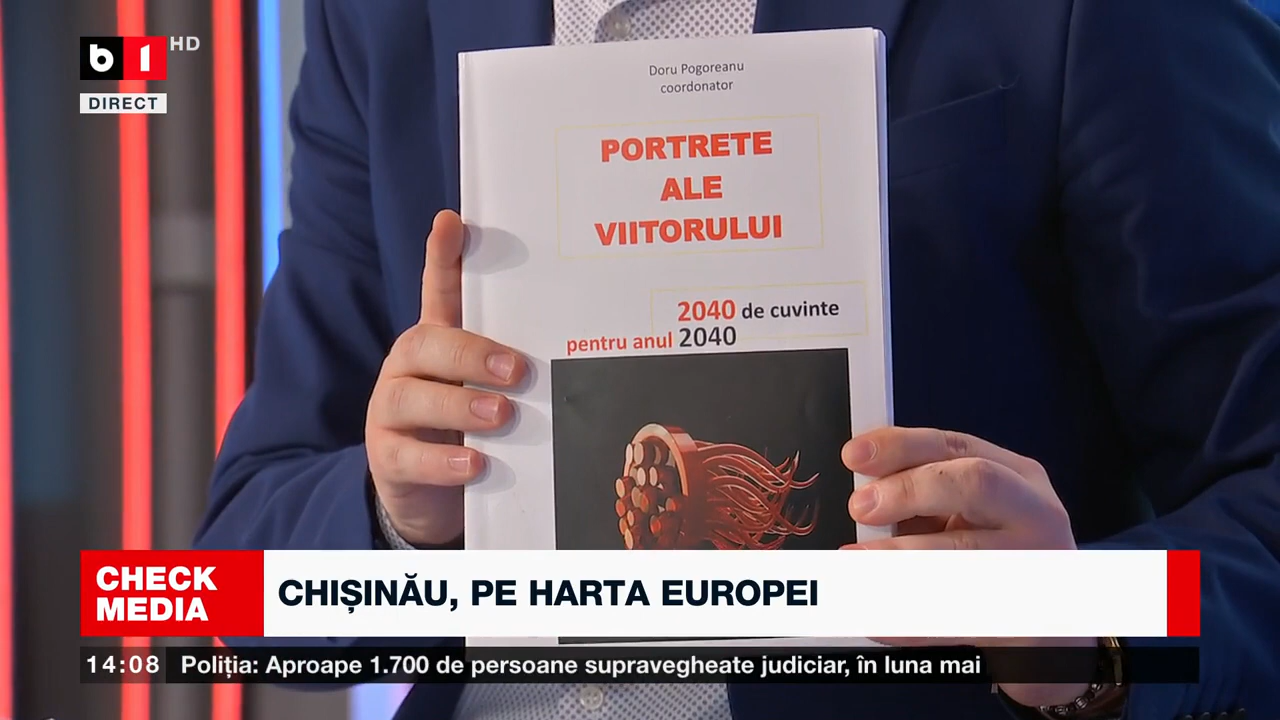 b1 HD
DIRECT
Doru Pogoreanu
coordonator
PORTRETE
ALE
VIITORULUI
2040 de cuvinte
pentru anul 2040
CHECK
MEDIA
CHIȘINĂU, PE HARTA EUROPEI
14:08 Poliția: Aproape 1.700 de persoane supravegheate judiciar, în luna mai